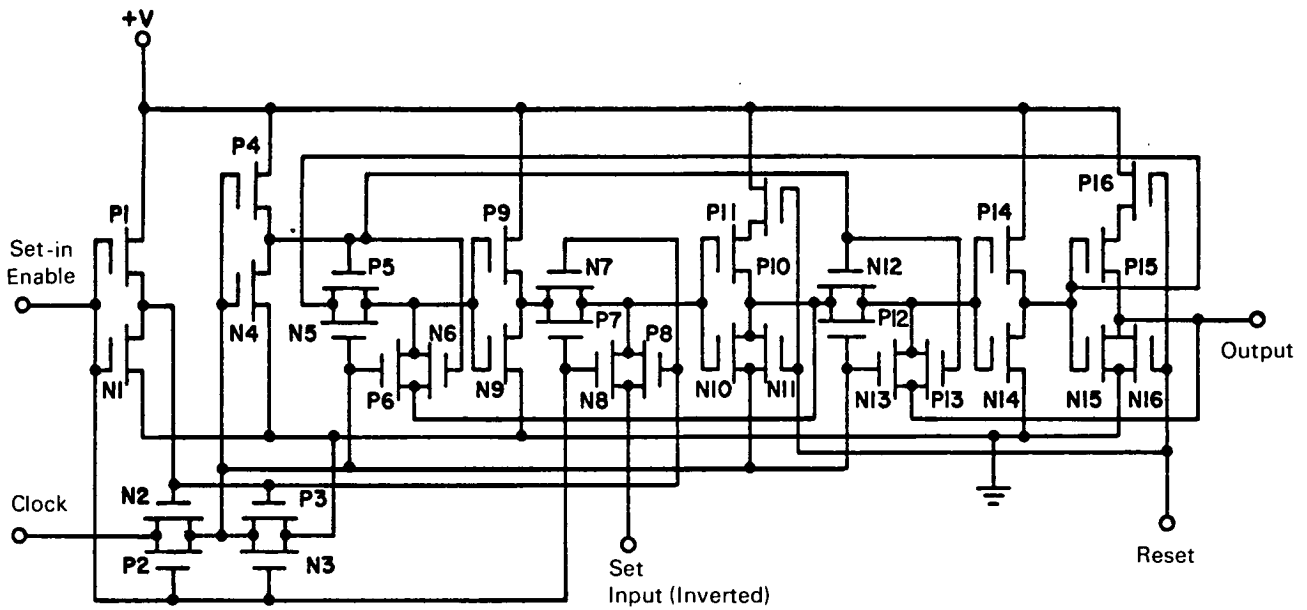 +V
P4
P1
P9
P11
P14
P16
Set-in
Enable
N7
P5
P10
N12
P15
N4
N5
N6
P7
P8
P12
Output
N1
P6
N9
N8
N10
N11
N13
P13
N14
N15
N16
N2
P3
Clock
P2
N3
Set
Input (Inverted)
Reset